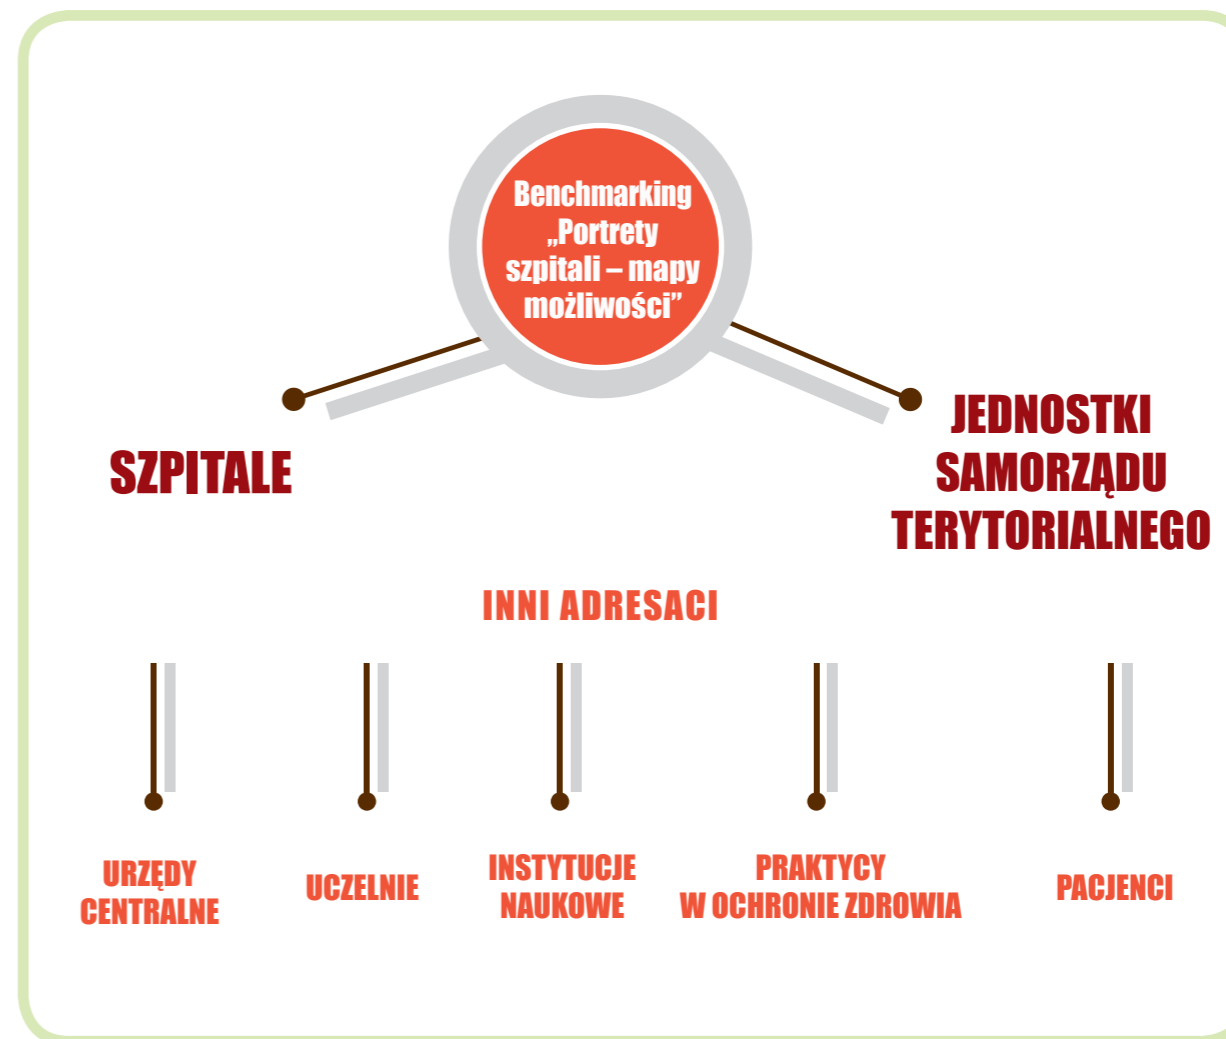 Benchmarking
„Portrety
szpitali – mapy
możliwości”
SZPITALE
JEDNOSTKI
SAMORZĄDU
TERYTORIALNEGO
INNI ADRESACI
URZĘDY
CENTRALNE
UCZELNIE
INSTYTUCJE
NAUKOWE
PRAKTYCY
W OCHRONIE ZDROWIA
PACJENCI